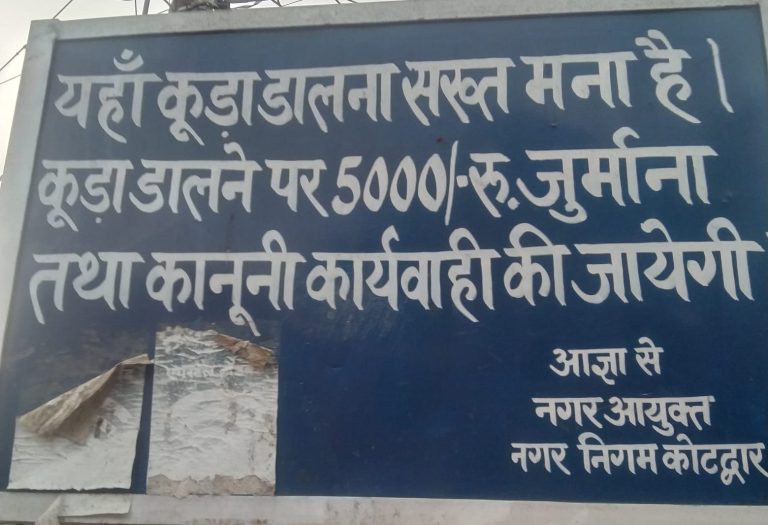 यहाँ कूड़ा डालना सख्त मना है।
कूड़ा डालने पर 5000/-रू. जुर्माना
तथा कानूनी कार्यवाही की जायेगी
आज्ञा से
नगर आयुक्त
नगर निगम कोटद्वार